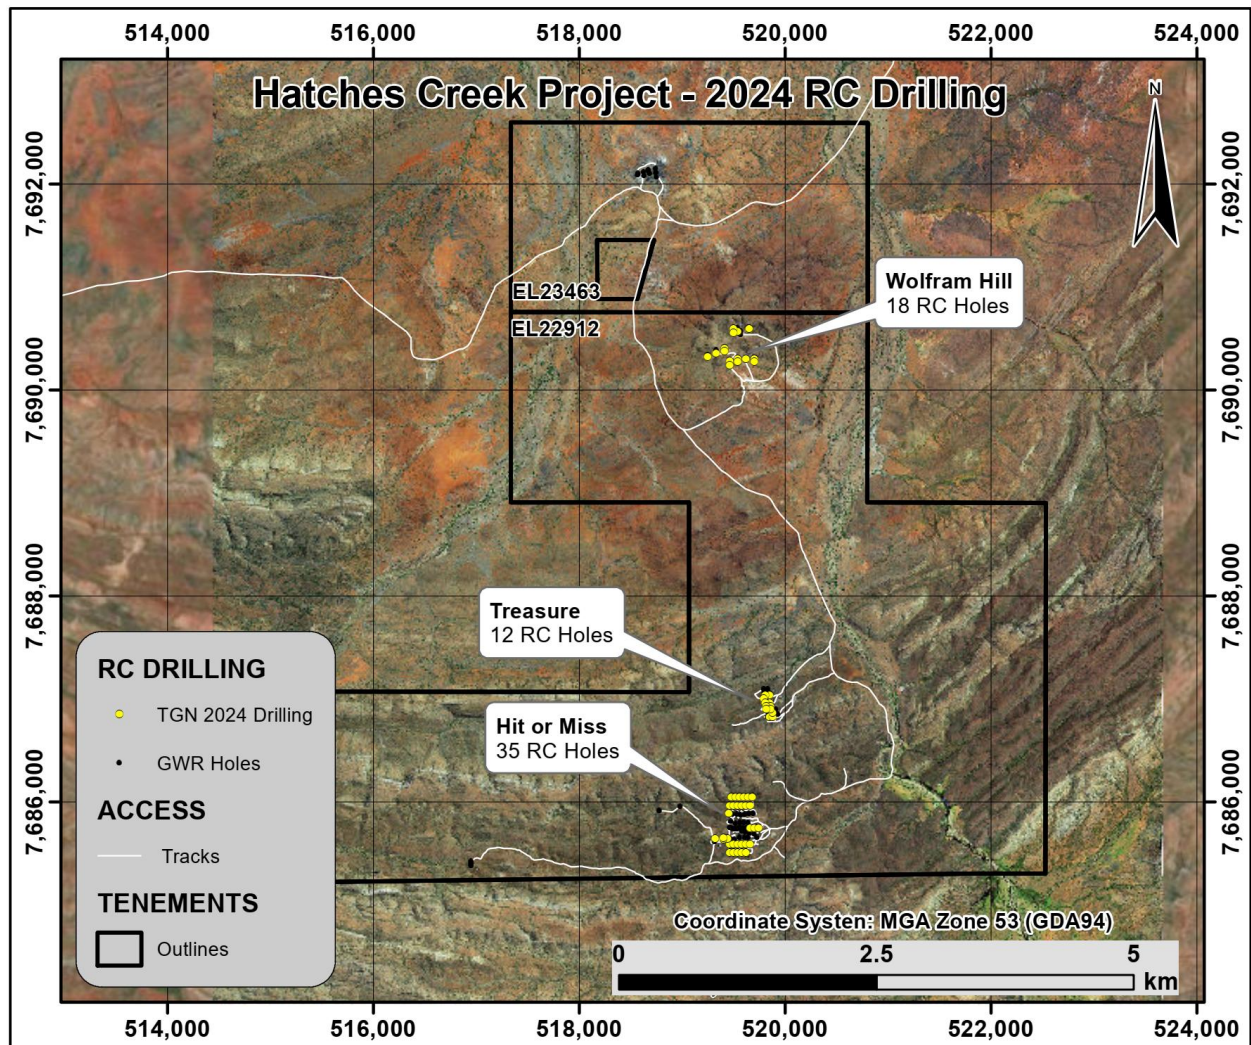 514,000 516,000 518,000 520,000 522,000 524,000
Hatches Creek Project - 2024 RC Drilling
N
7,692,000
7,692,000
EL23463
EL22912
Wolfram Hill
18 RC Holes
7,690,000
7,690,000
7,688,000
7,688,000
Treasure
12 RC Holes
Hit or Miss
35 RC Holes
7,686,000
7,686,000
RC DRILLING
TGN 2024 Drilling
GWR Holes
ACCESS
Tracks
TENEMENTS
Outlines
Coordinate Systen: MGA Zone 53 (GDA94)
0 2.5 5
km
514,000 516,000 518,000 520,000 522,000 524,000